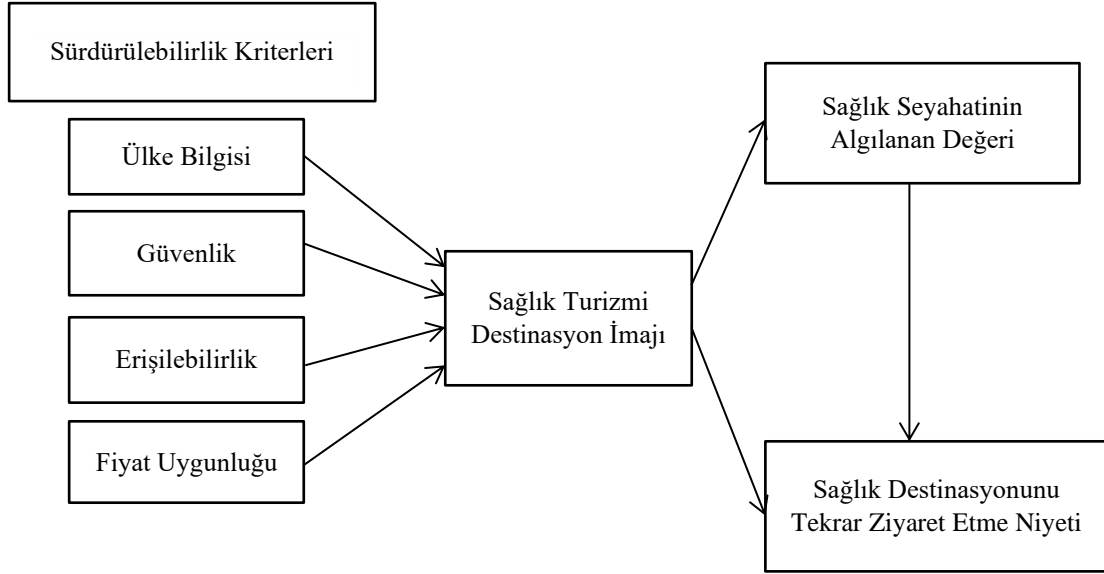 Sürdürülebilirlik Kriterleri
Ülke Bilgisi
Güvenlik
Erişilebilirlik
Fiyat Uygunluğu
Sağlık Turizmi
Destinasyon İmajı
Sağlık Seyahatinin
Algılanan Değeri
Sağlık Destinasyonunu
Tekrar Ziyaret Etme Niyeti